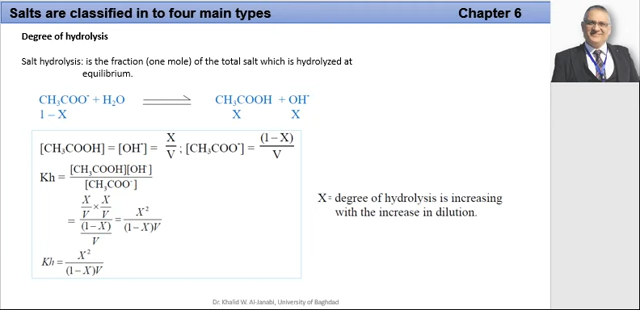 Salts are classified in to four main types Chapter 6
Degree of hydrolysis
Salt hydrolysis: is the fraction (one mole) of the total salt which is hydrolyzed at
equilibrium.
CH₃COO⁻ + H₂O ⇌ CH₃COOH + OH⁻
1 – X X X
[CH₃COOH] = [OH⁻] = X/V ; [CH₃COO⁻] = (1 – X)/V
Kh = [CH₃COOH][OH⁻]/[CH₃COO⁻]
= (X/V × X/V)/((1 – X)/V) = X²/(1 – X)V
Kh = X²/(1 – X)V
X= degree of hydrolysis is increasing
with the increase in dilution.
Dr. Khalid W. Al-Janabi, University of Baghdad